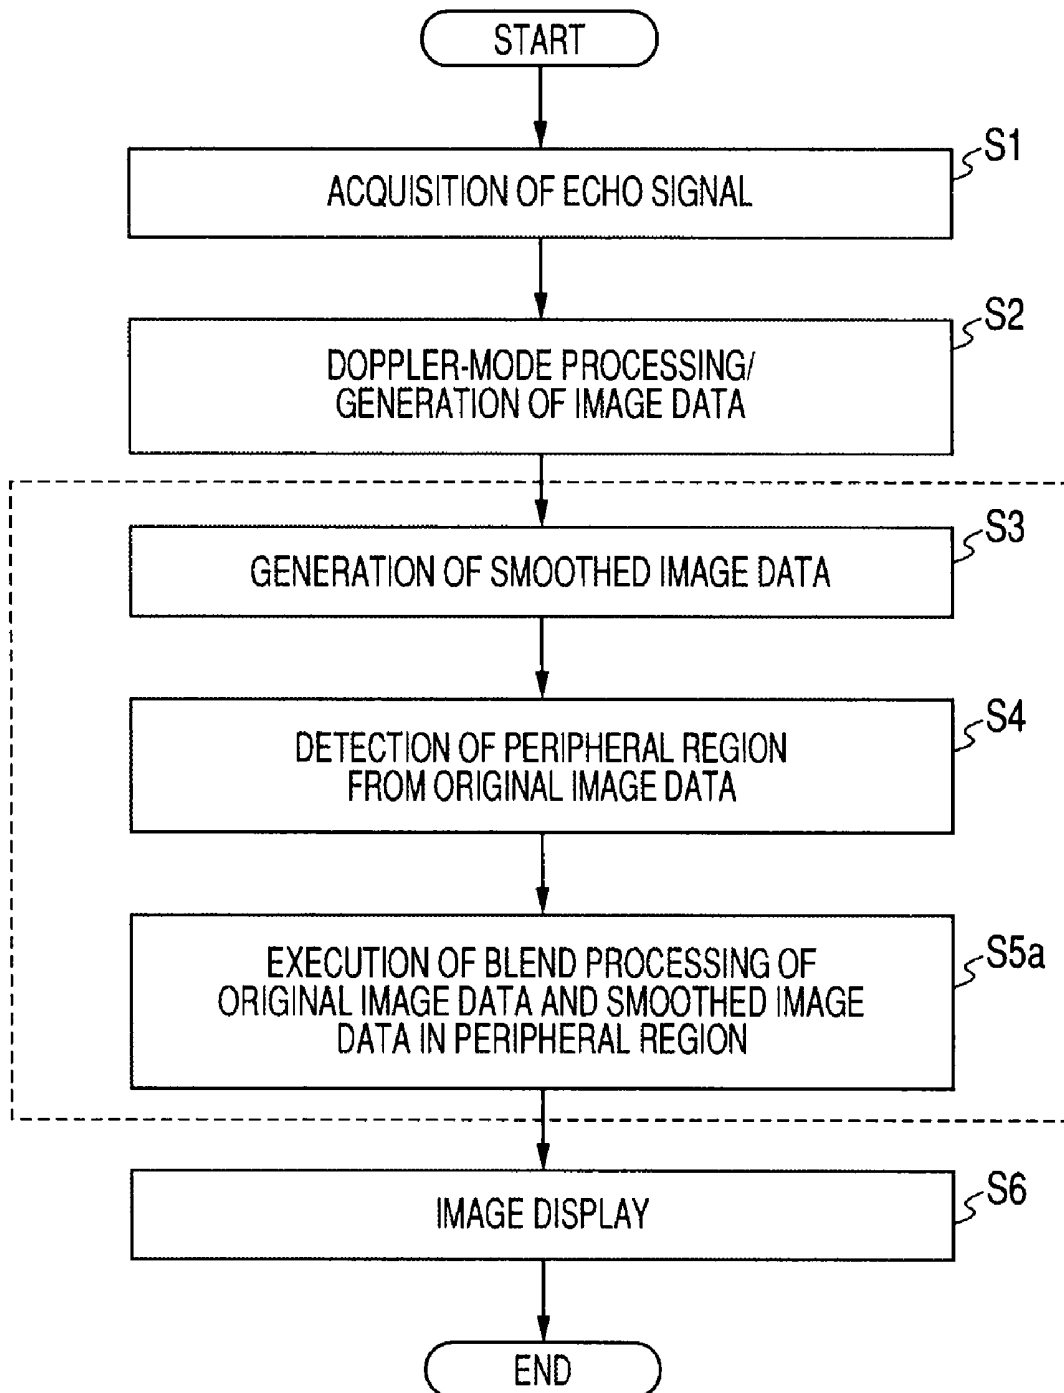 START
S1
ACQUISITION OF ECHO SIGNAL
S2
DOPPLER-MODE PROCESSING/
GENERATION OF IMAGE DATA
S3
GENERATION OF SMOOTHED IMAGE DATA
S4
DETECTION OF PERIPHERAL REGION
FROM ORIGINAL IMAGE DATA
S5a
EXECUTION OF BLEND PROCESSING OF
ORIGINAL IMAGE DATA AND SMOOTHED IMAGE
DATA IN PERIPHERAL REGION
S6
IMAGE DISPLAY
END